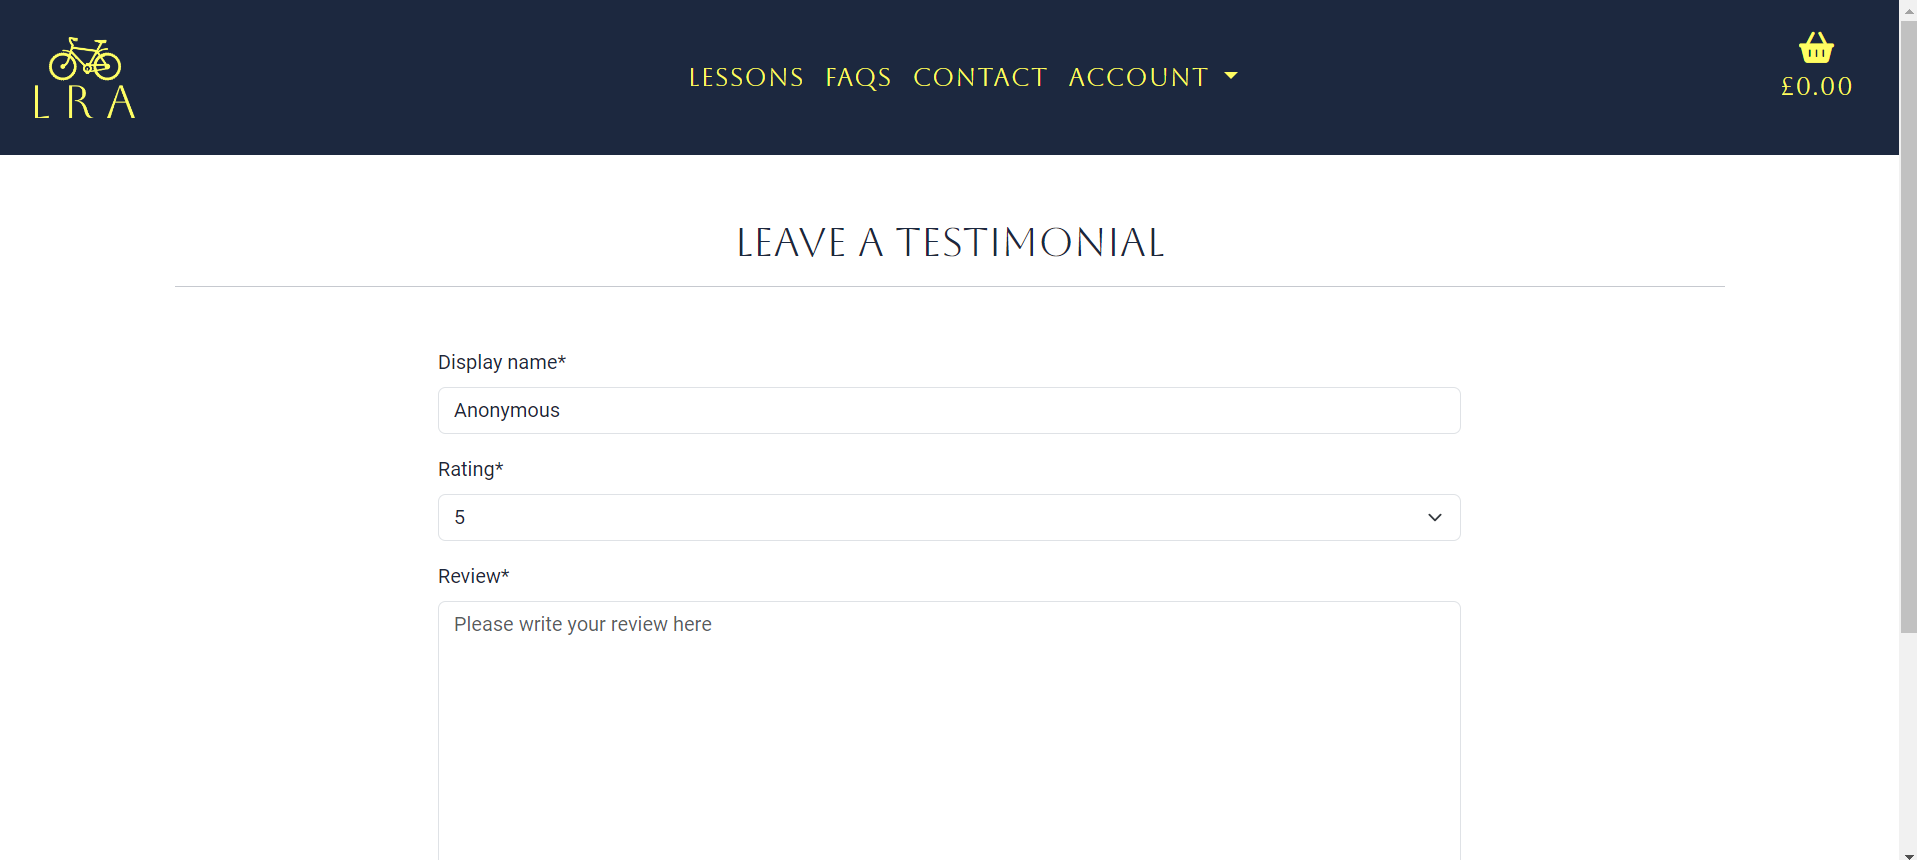 L R A
LESSONS FAQS CONTACT ACCOUNT
£0.00
LEAVE A TESTIMONIAL
Display name*
Anonymous
Rating*
5
Review*
Please write your review here